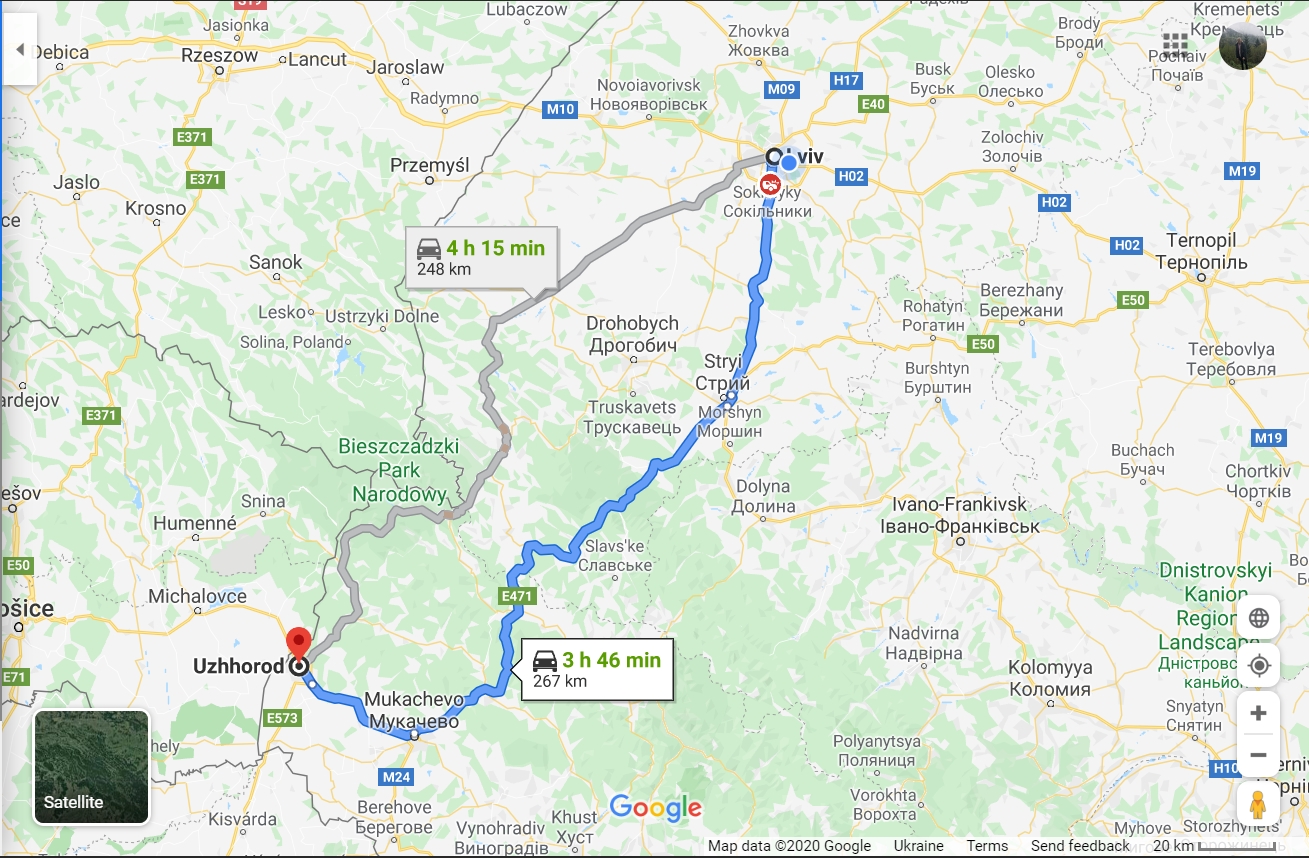 S19
Lubaczow
Радехів
Kremenets'
Кременець
Jasionka
Debica
Rzeszow
Lancut
Jaroslaw
Radymno
Zhovkva
Жовква
Brody
Броди
Pochaiv
Почаїв
Novoiavorivsk
Новояворівськ
M10
M09
H17
E40
Busk
Буськ
Olesko
Олесько
E371
Zolochiv
Золочів
Przemyśl
Lviv
E371
H02
M19
Jaslo
Sokilnyky
Сокільники
H02
Krosno
ce
4 h 15 min
248 km
H02
Ternopil
Тернопіль
Sanok
Lesko
Ustrzyki Dolne
Solina, Poland
Drohobych
Дрогобич
Rohatyn
Рогатин
Berezhany
Бережани
E50
E50
Stryi
Стрий
Burshtyn
Бурштин
Terebovlya
Теребовля
ardejov
E371
Truskavets
Трускавець
Morshyn
Моршин
Bieszczadzki
Park
Narodowy
M19
Buchach
Бучач
Chortkiv
Чортків
ešov
Snina
Humenné
Dolyna
Долина
Ivano-Frankivsk
Івано-Франківськ
E50
Slavs'ke
Славське
Michalovce
ošice
E471
Dnistrovskyi
Kanion
Region
Landscape
Дністровс
каньйо
Nadvirna
Надвірна
Uzhhorod
E71
3 h 46 min
267 km
Kolomyya
Коломия
Mukachevo
Мукачево
E573
Snyatyn
Снятин
hely
Satellite
M24
Polyanytsya
Поляниця
H10
Kisvárda
Berehove
Берегове
Google
Vorokhta
Ворохта
Vynohradiv
Виноградів
Khust
Хуст
Myhove
Storozhynets'
Map data ©2020 Google
Ukraine
Terms
Send feedback
20 km